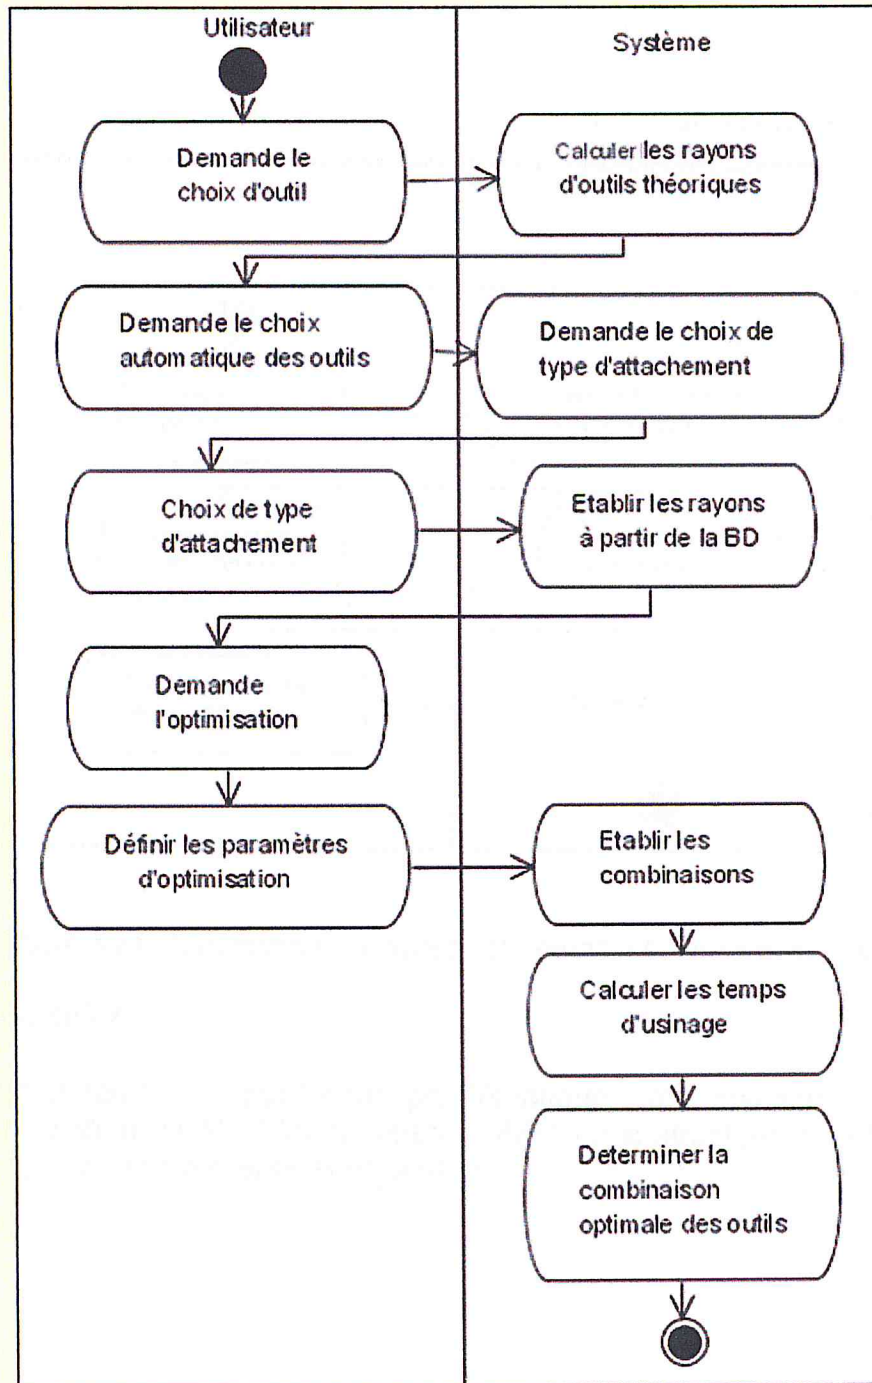 Utilisateur
Système
Demande le
choix d'outil
Calculer les rayons
d'outils théoriques
Demande le choix
automatique des outils
Demande le choix de
type d'attachement
Choix de type
d'attachement
Etablir les rayons
à partir de la BD
Demande
l'optimisation
Définir les paramètres
d'optimisation
Etablir les
combinaisons
Calculer les temps
d'usinage
Determiner la
combinaison
optimale des outils